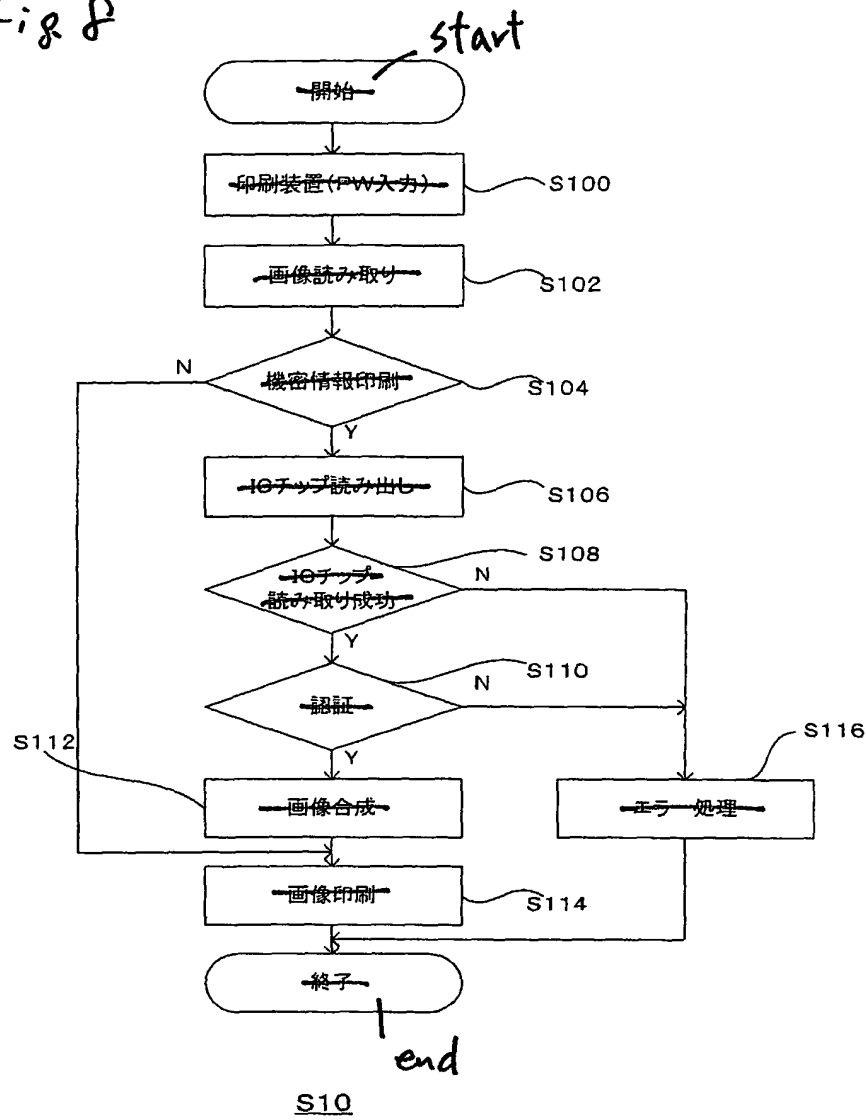 Fig 8
start
開始
印刷装置(PW入力)
S100
画像読み取り
S102
N
機密情報印刷
S104
Y
ICチップ読み出し
S106
S108
ICチップ
読み取り成功
N
Y
S110
認証
N
S112
Y
S116
画像合成
エラー処理
画像印刷
S114
終了
end
S10